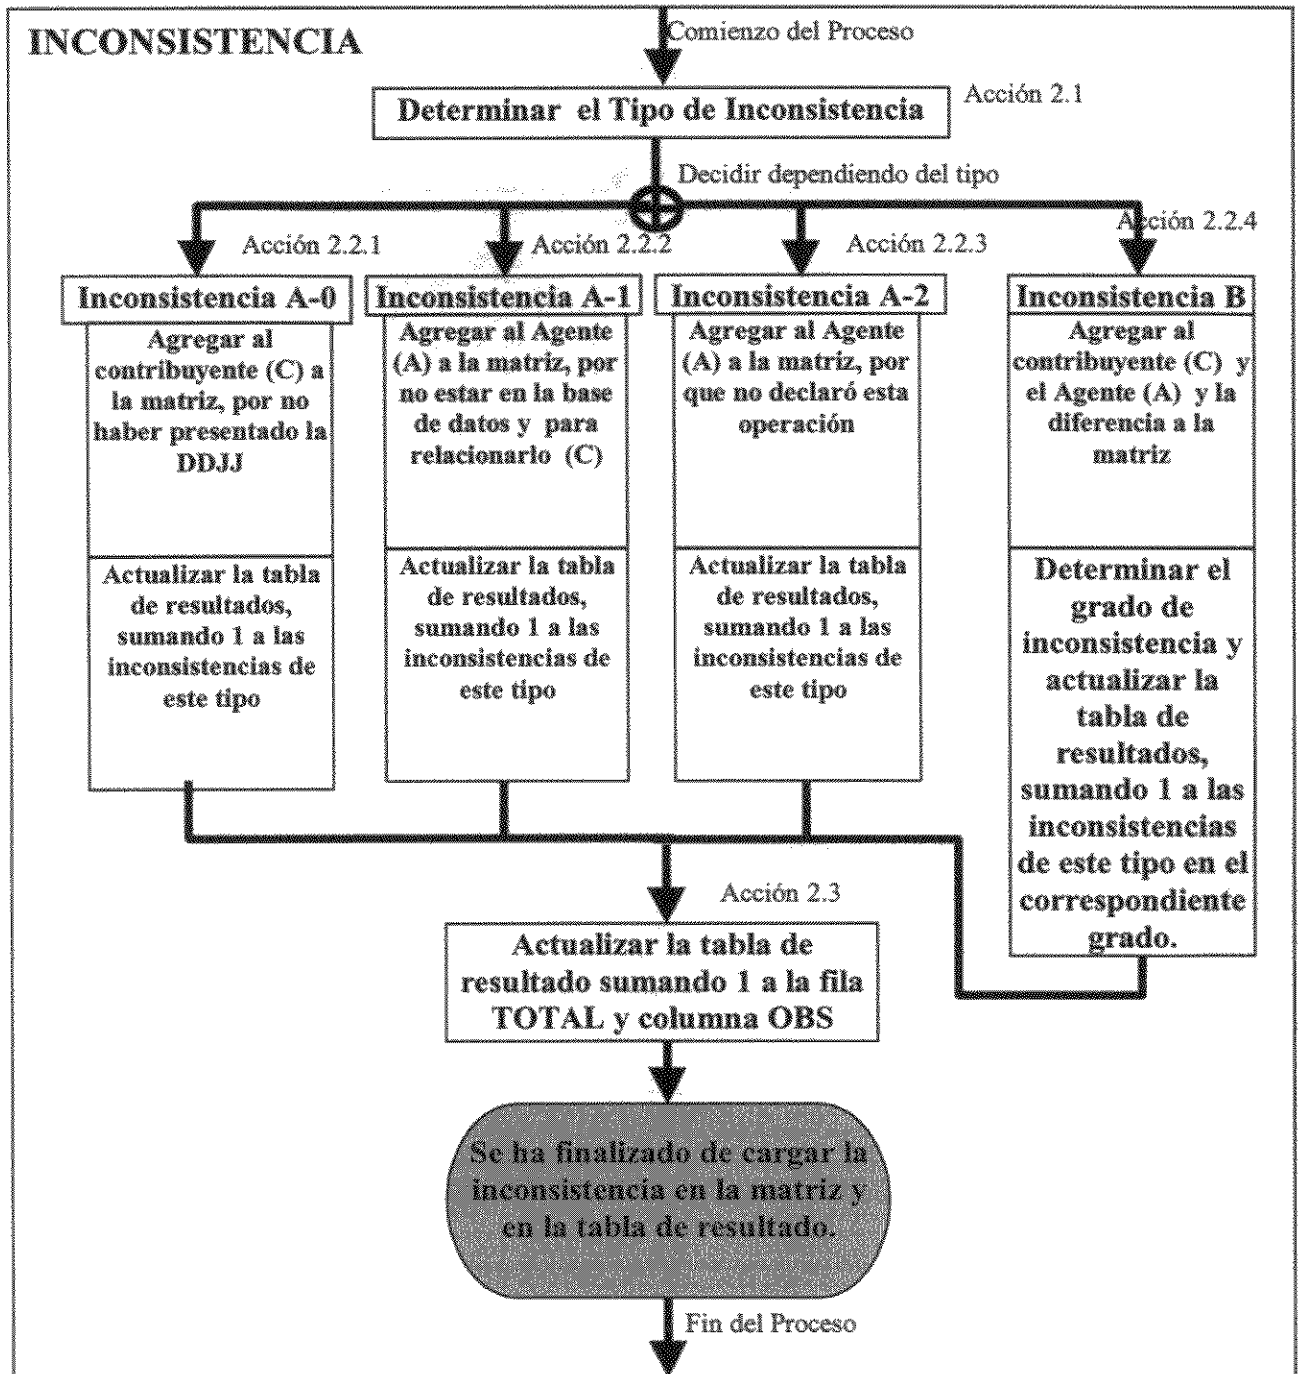 INCONSISTENCIA
Comienzo del Proceso
Determinar el Tipo de Inconsistencia
Acción 2.1
Decidir dependiendo del tipo
Acción 2.2.1
Acción 2.2.2
Acción 2.2.3
Acción 2.2.4
Inconsistencia A-0
Agregar al
contribuyente (C) a
la matriz, por no
haber presentado la
DDJJ
Actualizar la tabla
de resultados,
sumando 1 a las
inconsistencias de
este tipo
Inconsistencia A-1
Agregar al Agente
(A) a la matriz, por
no estar en la base
de datos y para
relacionarlo (C)
Actualizar la tabla
de resultados,
sumando 1 a las
inconsistencias de
este tipo
Inconsistencia A-2
Agregar al Agente
(A) a la matriz, por
que no declaró esta
operación
Actualizar la tabla
de resultados,
sumando 1 a las
inconsistencias de
este tipo
Inconsistencia B
Agregar al
contribuyente (C) y
el Agente (A) y la
diferencia a la
matriz
Determinar el
grado de
inconsistencia y
actualizar la
tabla de
resultados,
sumando 1 a las
inconsistencias
de este tipo en el
correspondiente
grado.
Acción 2.3
Actualizar la tabla de
resultado sumando 1 a la fila
TOTAL y columna OBS
Se ha finalizado de cargar la
inconsistencia en la matriz y
en la tabla de resultado.
Fin del Proceso